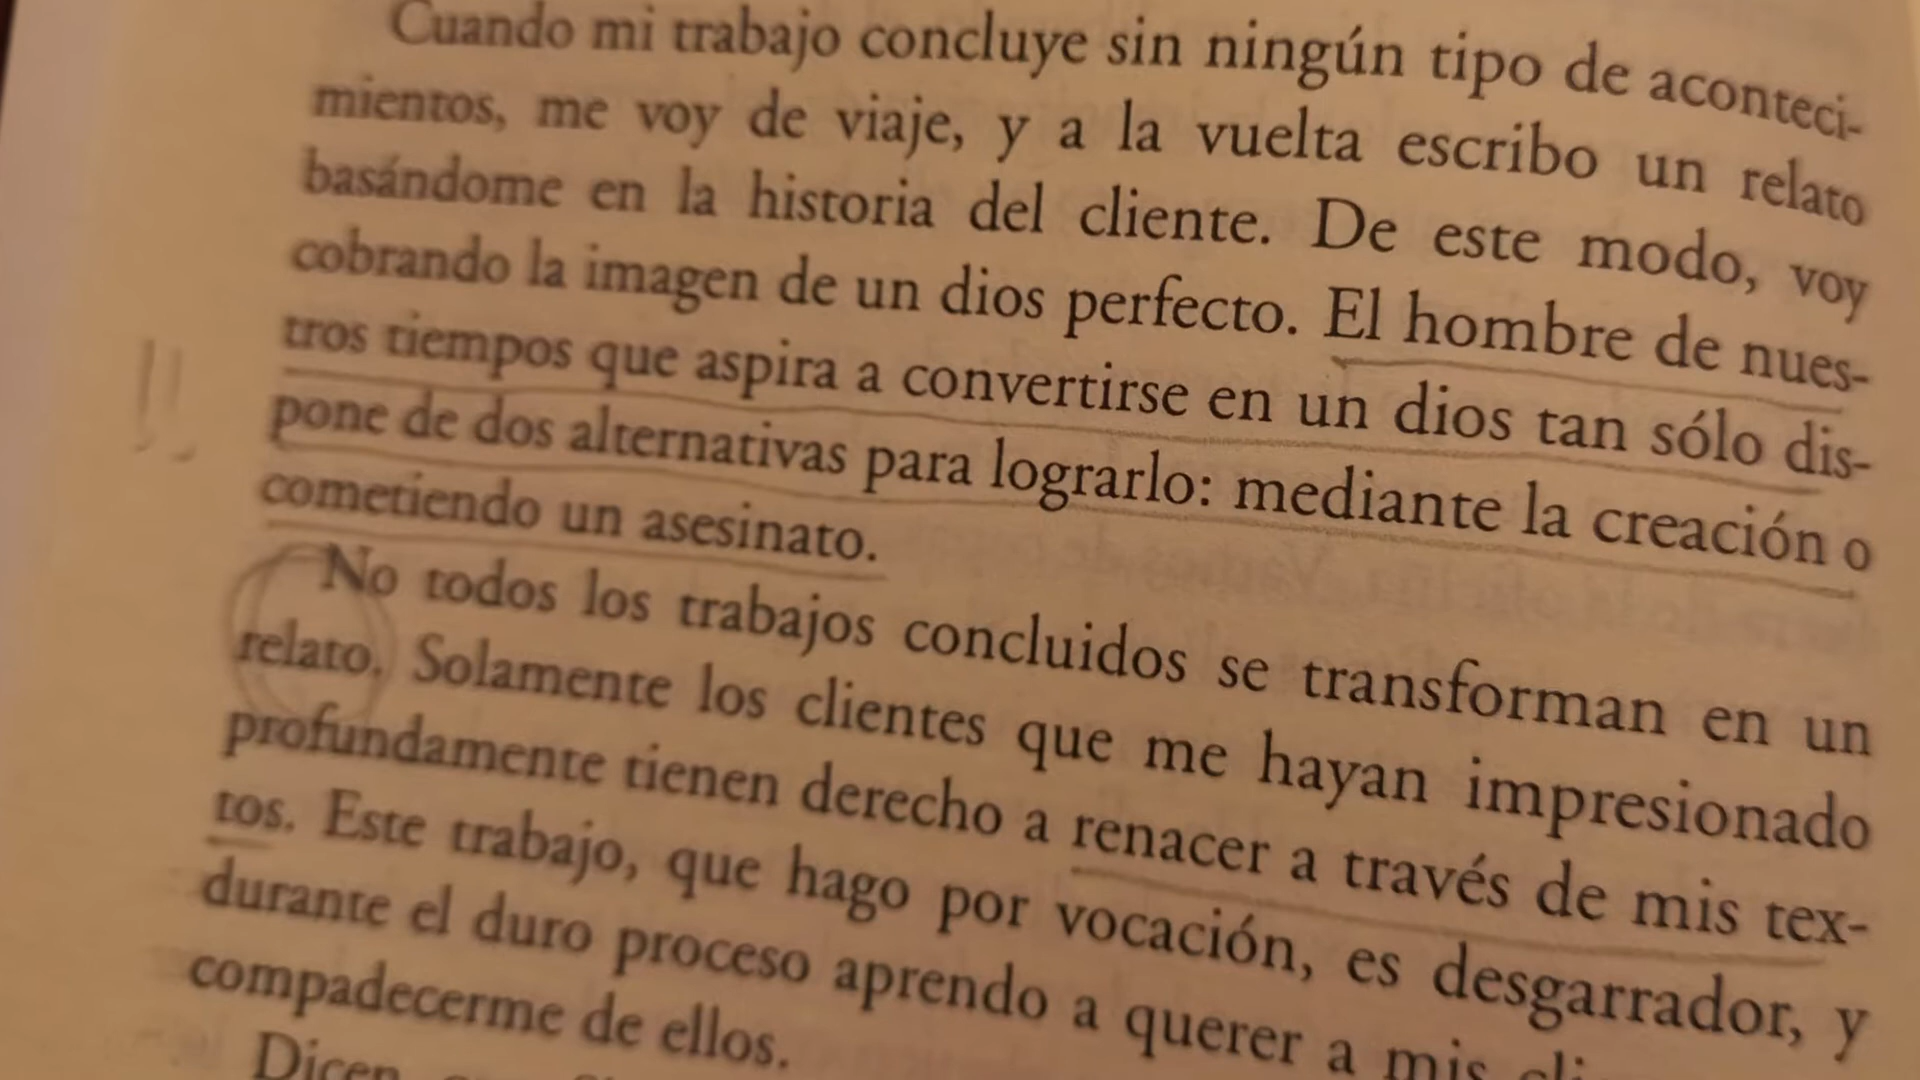 Cuando mi trabajo concluye sin ningún tipo de aconteci-
mientos, me voy de viaje, y a la vuelta escribo un relato
basándome en la historia del cliente. De este modo, voy
cobrando la imagen de un dios perfecto. El hombre de nues-
tros tiempos que aspira a convertirse en un dios tan sólo dis-
pone de dos alternativas para lograrlo: mediante la creación o
cometiendo un asesinato.
No todos los trabajos concluidos se transforman en un
relato. Solamente los clientes que me hayan impresionado
profundamente tienen derecho a renacer a través de mis tex-
tos. Este trabajo, que hago por vocación, es desgarrador, y
durante el duro proceso aprendo a querer a mis
compadecerme de ellos.
Dicen